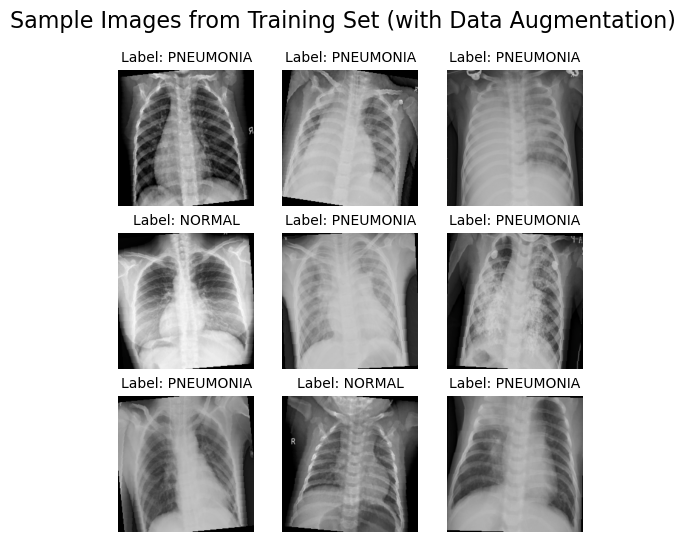 Sample Images from Training Set (with Data Augmentation)
Label: PNEUMONIA Label: PNEUMONIA Label: PNEUMONIA
Label: NORMAL Label: PNEUMONIA Label: PNEUMONIA
Label: PNEUMONIA Label: NORMAL Label: PNEUMONIA
R